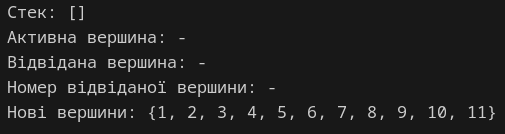 Стек: []
Активна вершина: -
Відвідана вершина: -
Номер відвіданої вершини: -
Нові вершини: {1, 2, 3, 4, 5, 6, 7, 8, 9, 10, 11}